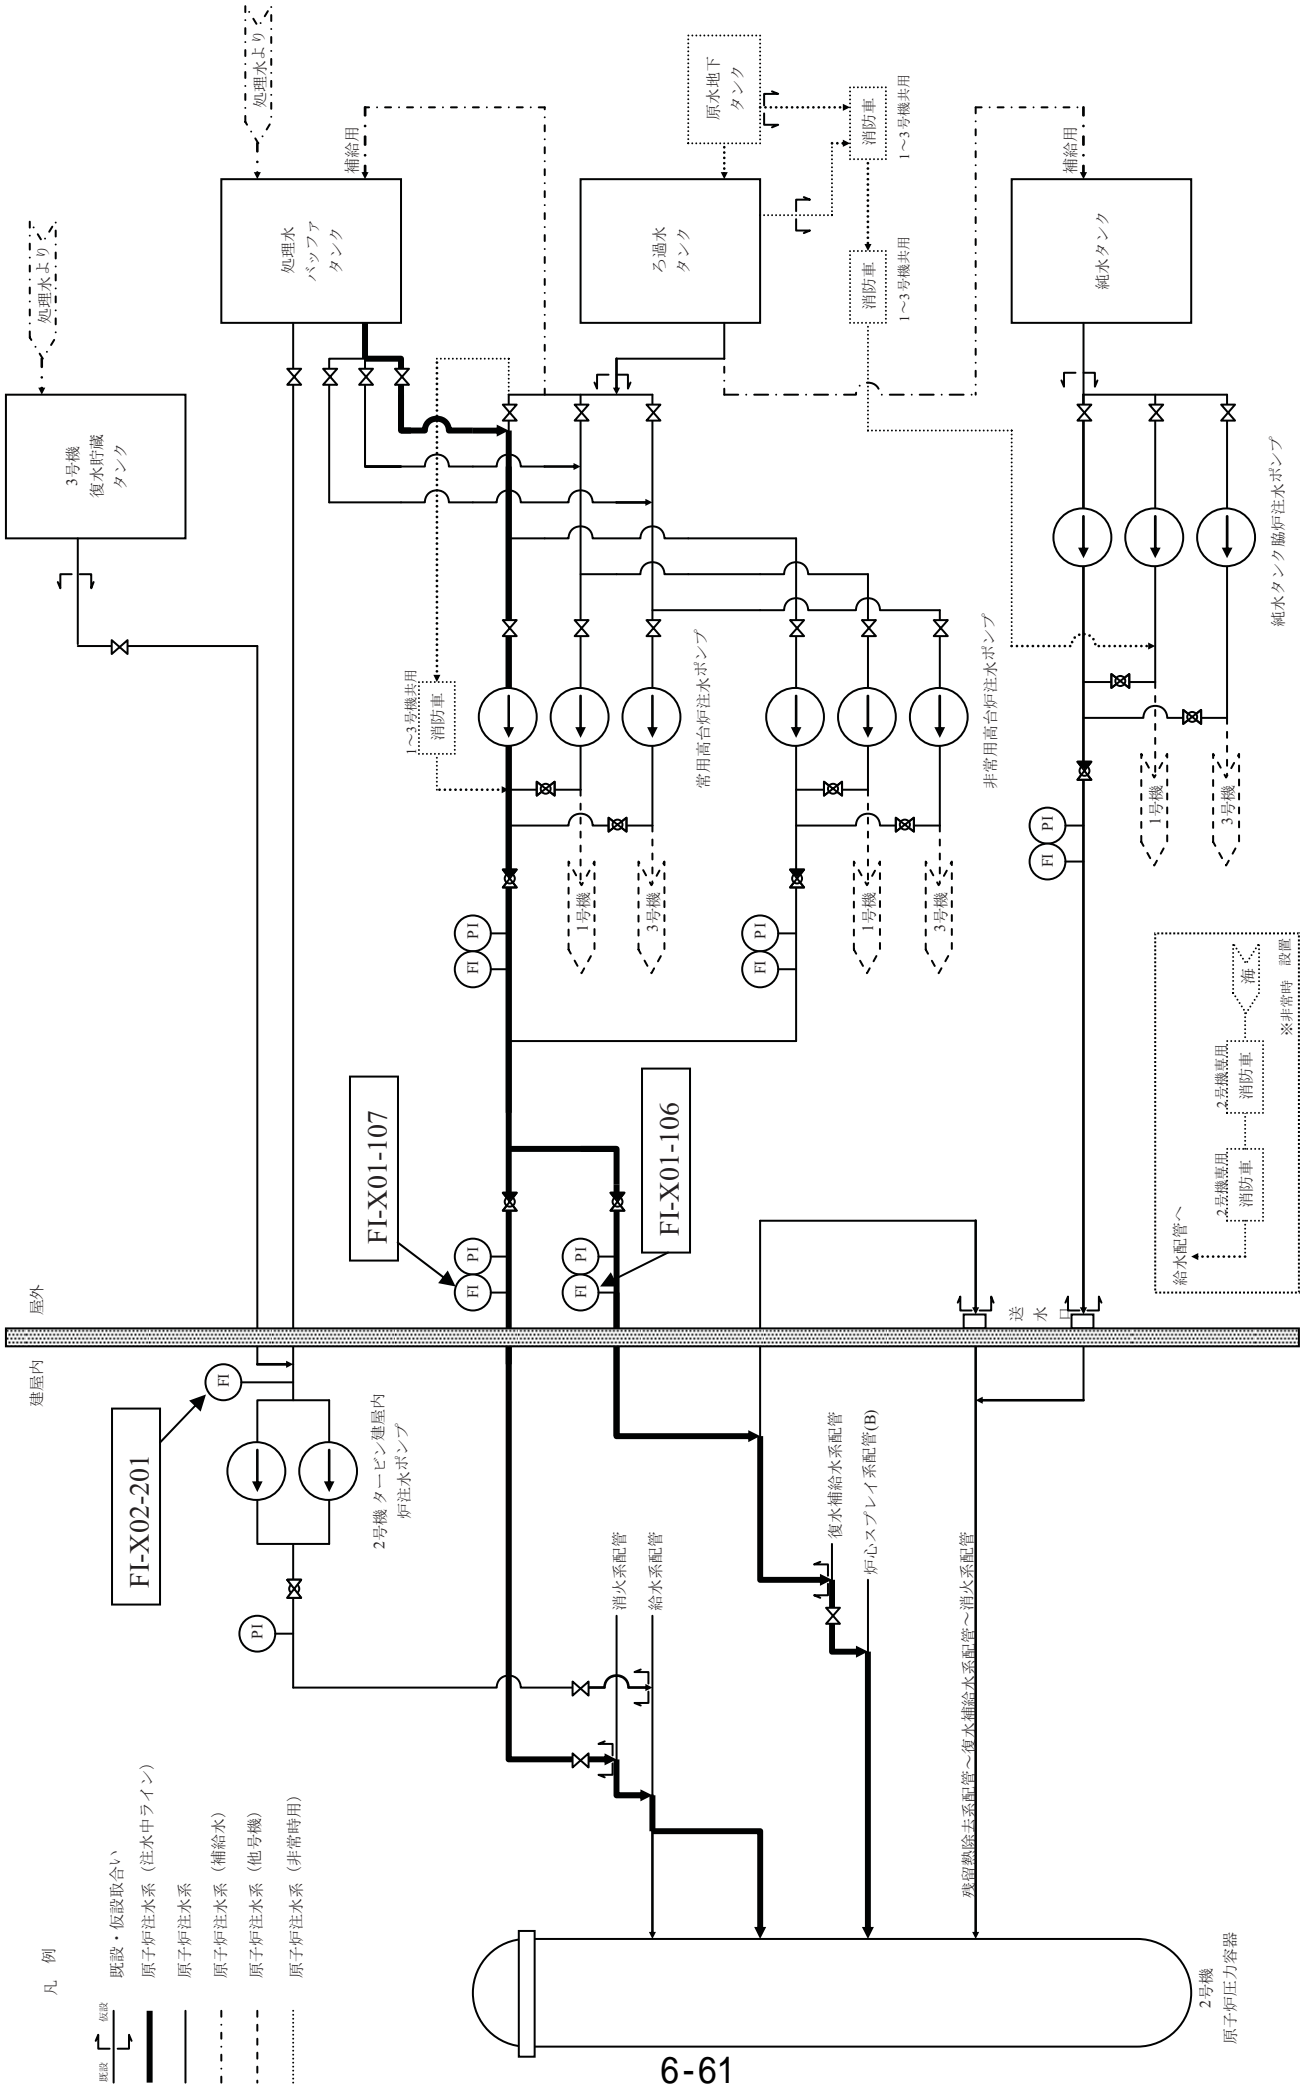 凡 例
既設
仮設
既設・仮設取合い
原子炉注水系（注水中ライン）
原子炉注水系
原子炉注水系（補給水）
原子炉注水系（他号機）
原子炉注水系（非常時用）
建屋内
屋外
3号機
復水貯蔵
タンク
処理水より
処理水より
処理水
バッファ
タンク
補給用
ろ過水
タンク
原水地下
タンク
消防車
1～3号機共用
消防車
1～3号機共用
補給用
純水タンク
1～3号機共用
消防車
常用高台炉注水ポンプ
非常用高台炉注水ポンプ
純水タンク脇炉注水ポンプ
1号機
3号機
1号機
3号機
1号機
3号機
PI
FI
PI
FI
PI
FI
FI-X01-107
PI
FI
FI-X01-106
PI
FI
FI-X02-201
FI
2号機 タービン建屋内
炉注水ポンプ
PI
消火系配管
給水系配管
復水補給水系配管
炉心スプレイ系配管(B)
残留熱除去系配管～復水補給水系配管～消火系配管
送
水
口
給水配管へ
2号機専用
消防車
2号機専用
消防車
海
※非常時 設置
2号機
原子炉圧力容器
6-61